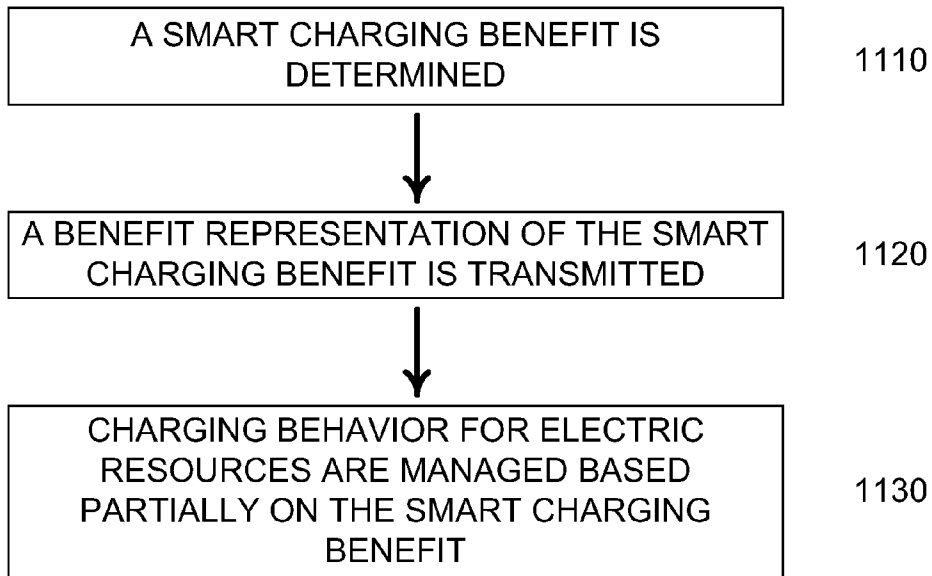 A SMART CHARGING BENEFIT IS
DETERMINED
1110
A BENEFIT REPRESENTATION OF THE SMART
CHARGING BENEFIT IS TRANSMITTED
1120
CHARGING BEHAVIOR FOR ELECTRIC
RESOURCES ARE MANAGED BASED
PARTIALLY ON THE SMART CHARGING
BENEFIT
1130